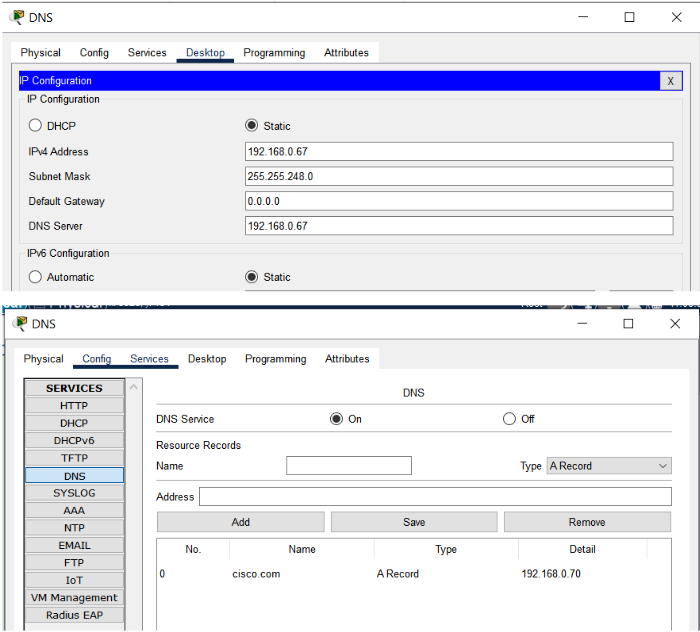 DNS
Physical Config Services Desktop Programming Attributes
IP Configuration X
IP Configuration
DHCP Static
IPv4 Address 192.168.0.67
Subnet Mask 255.255.248.0
Default Gateway 0.0.0.0
DNS Server 192.168.0.67
IPv6 Configuration
Automatic Static
DNS
Physical Config Services Desktop Programming Attributes
SERVICES
HTTP
DHCP
DHCPv6
TFTP
DNS
SYSLOG
AAA
NTP
EMAIL
FTP
IoT
VM Management
Radius EAP
DNS
DNS Service On Off
Resource Records
Name Type A Record
Address
Add Save Remove
No. Name Type Detail
0 cisco.com A Record 192.168.0.70